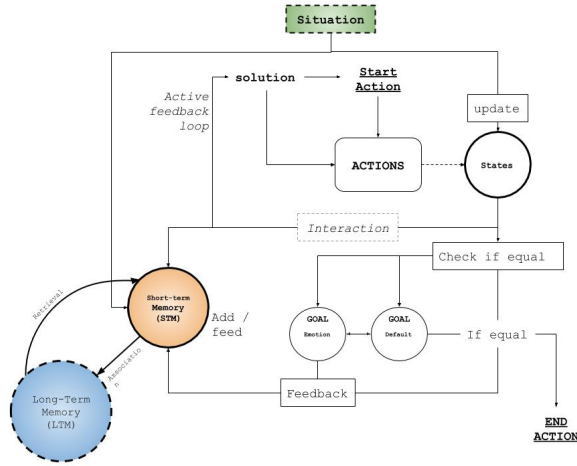 Situation
solution
Start
Action
Active
feedback
loop
update
ACTIONS
States
Interaction
Check if equal
Retrieval
Short-term
Memory
(STM)
Add /
feed
GOAL
Emotion
GOAL
Default
If equal
Associatio
n
Feedback
Long-Term
Memory
(LTM)
END
ACTION